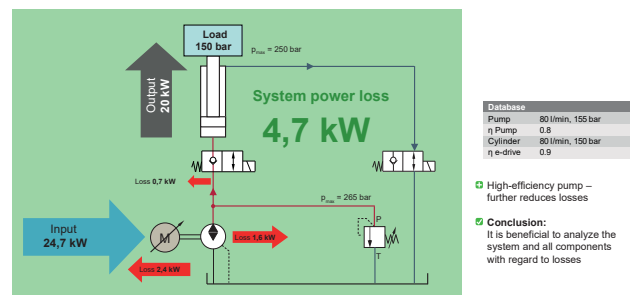 Load
150 bar
pmax = 250 bar
Output
20 kW
System power loss
4,7 kW
Loss 0,7 kW
pmax = 265 bar
Input
24,7 kW
M
Loss 1,6 kW
P
T
Loss 2,4 kW
Database
Pump 80 l/min, 155 bar
η Pump 0.8
Cylinder 80 l/min, 150 bar
η e-drive 0.9
High-efficiency pump –
further reduces losses
Conclusion:
It is beneficial to analyze the
system and all components
with regard to losses